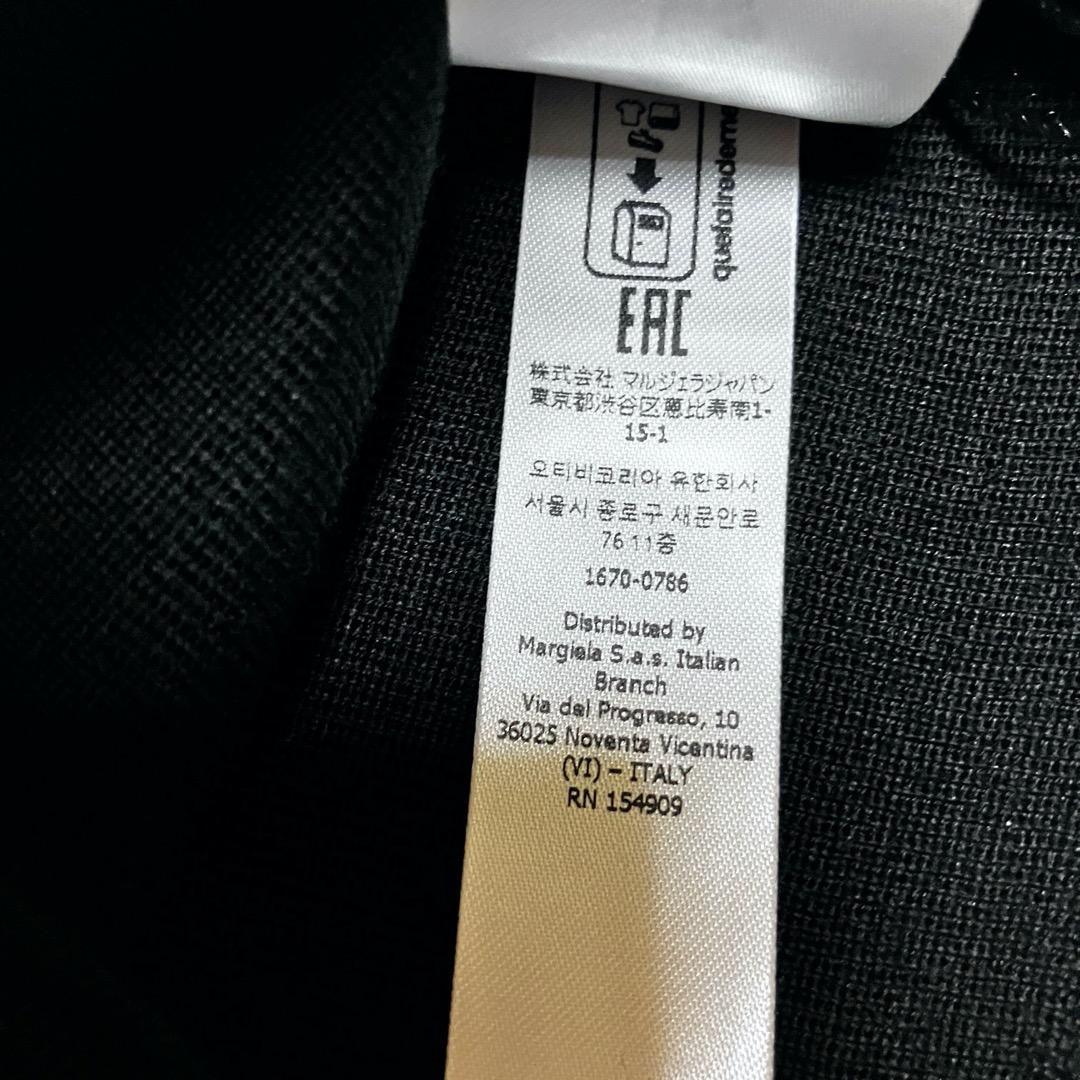 quefairedeme
EAC
株式会社 マルジェラジャパン
東京都渋谷区恵比寿南1-
15-1
오티비코리아 유한회사
서울시 종로구 새문안로
76 11층
1670-0786
Distributed by
Margiela S.a.s. Italian
Branch
Via del Progresso, 10
36025 Noventa Vicentina
(VI) – ITALY
RN 154909